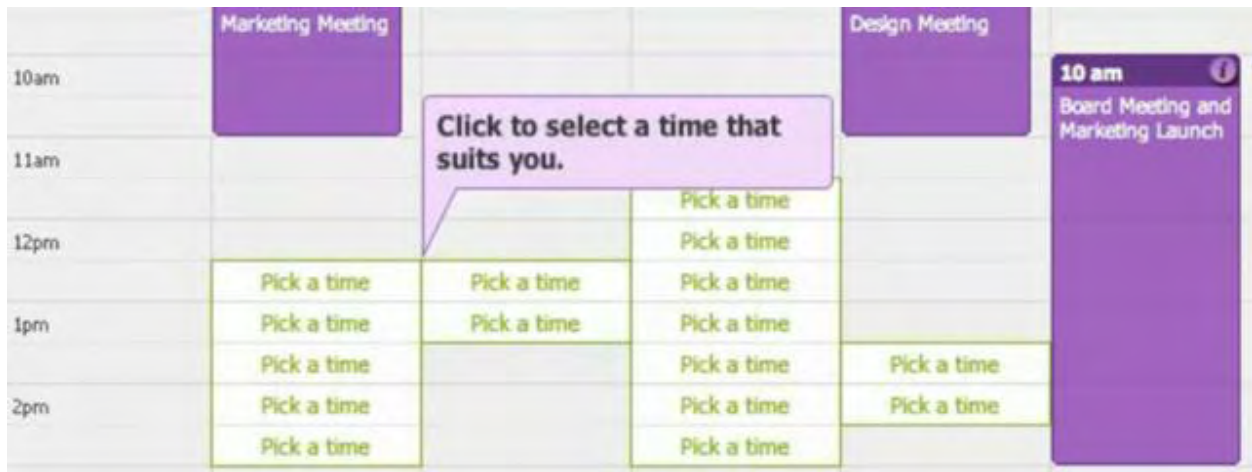 Marketing Meeting
Design Meeting
10am
10 am
i
Board Meeting and
Marketing Launch
Click to select a time that
suits you.
11am
Pick a time
12pm
Pick a time
Pick a time
Pick a time
Pick a time
1pm
Pick a time
Pick a time
Pick a time
Pick a time
Pick a time
Pick a time
2pm
Pick a time
Pick a time
Pick a time
Pick a time
Pick a time